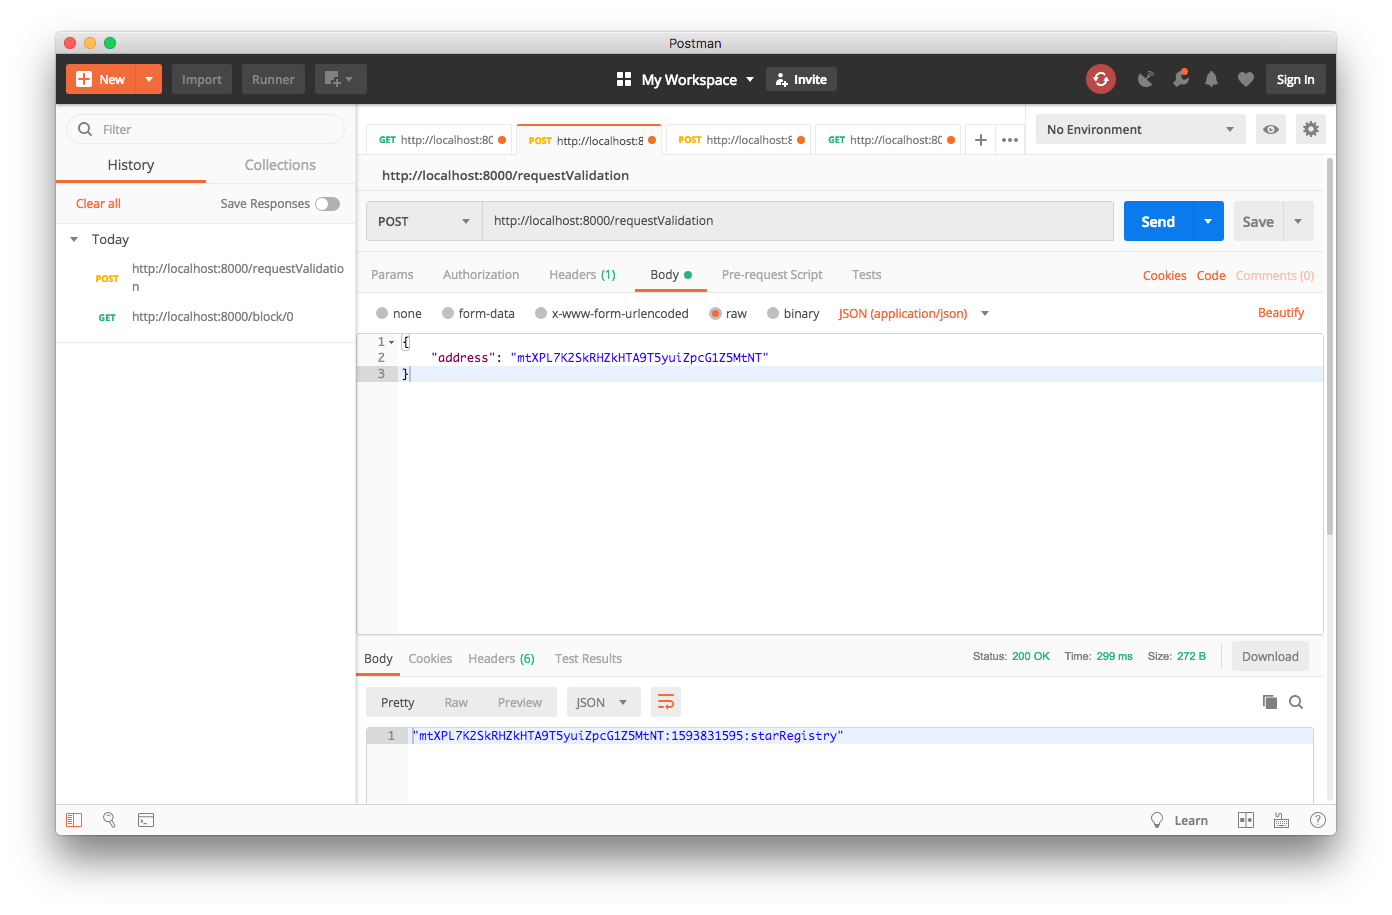 Postman
New
Import
Runner
My Workspace
Invite
Sign In
Filter
History
Collections
Clear all
Save Responses
Today
POST http://localhost:8000/requestValidatio
n
GET http://localhost:8000/block/0
GET http://localhost:80
POST http://localhost:8
POST http://localhost:8
GET http://localhost:80
No Environment
http://localhost:8000/requestValidation
POST
http://localhost:8000/requestValidation
Send
Save
Params
Authorization
Headers (1)
Body
Pre-request Script
Tests
Cookies
Code
Comments (0)
none
form-data
x-www-form-urlencoded
raw
binary
JSON (application/json)
Beautify
1 {
2 "address": "mtXPL7K2SkRHZkHTA9T5yuiZpcG1Z5MtNT"
3 }
Body
Cookies
Headers (6)
Test Results
Status: 200 OK
Time: 299 ms
Size: 272 B
Download
Pretty
Raw
Preview
JSON
1 "mtXPL7K2SkRHZkHTA9T5yuiZpcG1Z5MtNT:1593831595:starRegistry"
Learn